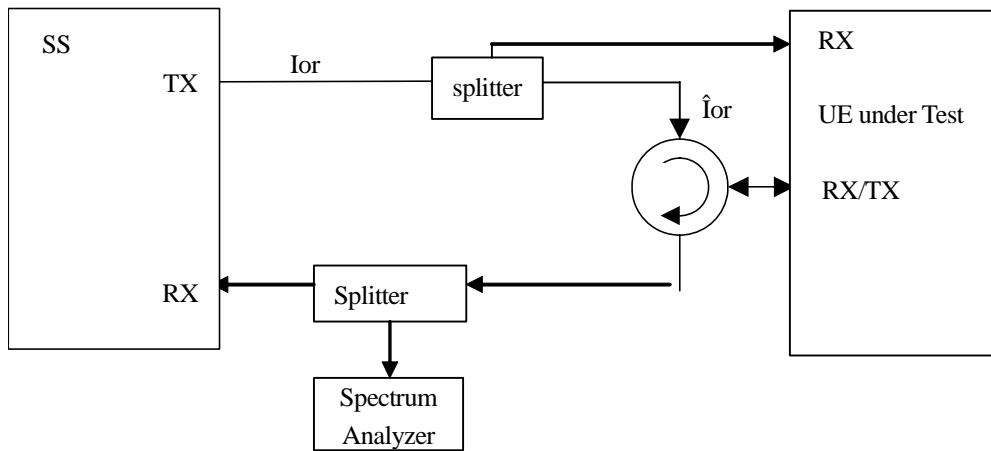 SS
TX
Ior
splitter
Îor
RX
UE under Test
RX/TX
RX
Splitter
Spectrum
Analyzer